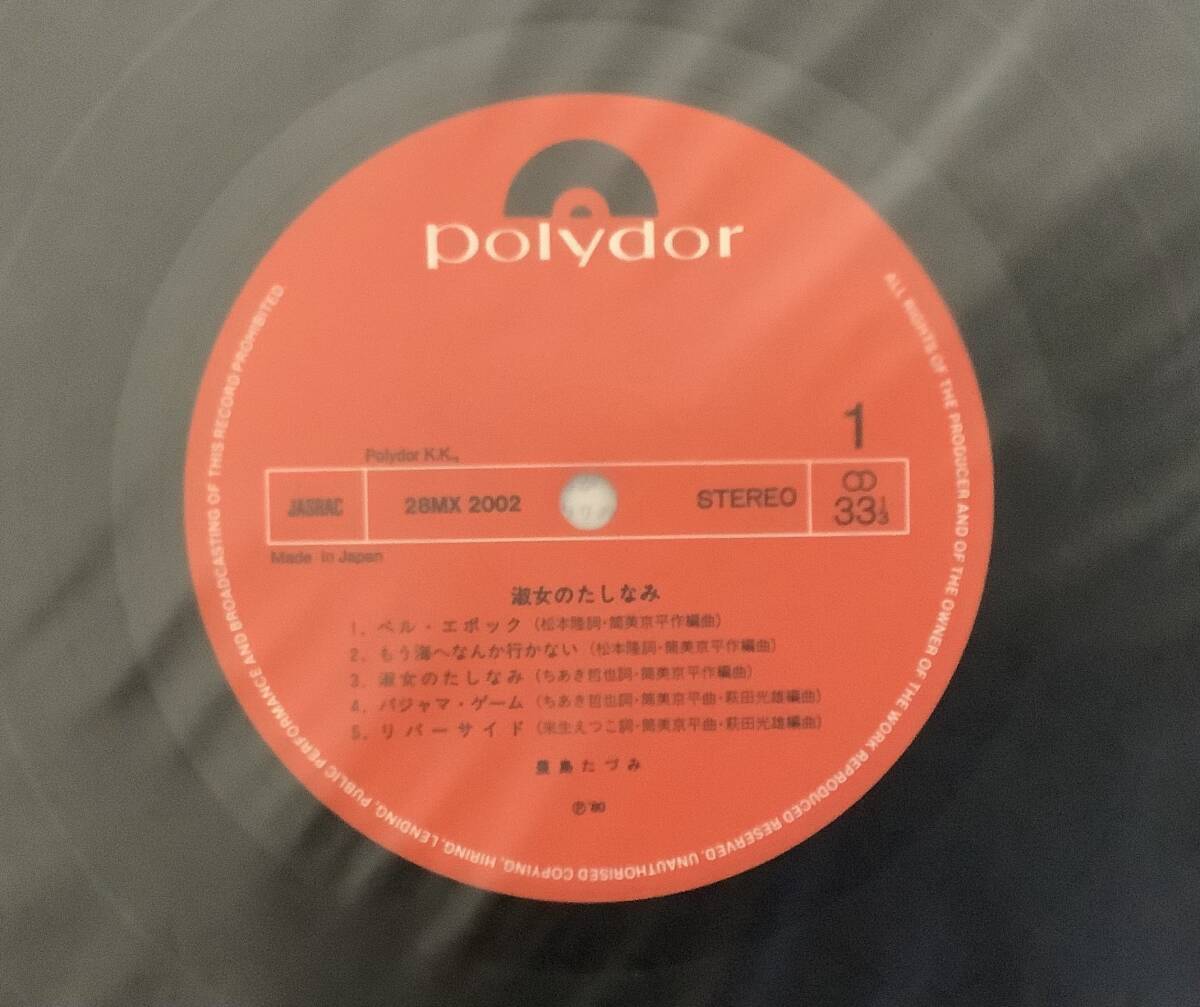 polydor
1
Polydor K.K.,
JASRAC
28MX 2002
STEREO
33⅓
Made in Japan
淑女のたしなみ
1. ベル・エポック (松本隆詞・筒美京平作編曲)
2. もう海へなんか行かない (松本隆詞・筒美京平作編曲)
3. 淑女のたしなみ (ちあき哲也詞・筒美京平作編曲)
4. パジャマ・ゲーム (ちあき哲也詞・筒美京平曲・萩田光雄編曲)
5. リバーサイド (来生えつこ詞・筒美京平曲・萩田光雄編曲)
豊島たづみ
℗'80
ALL RIGHTS OF THE PRODUCER AND OF THE OWNER OF THE WORK REPRODUCED RESERVED. UNAUTHORISED COPYING, HIRING, LENDING, PUBLIC PERFORMANCE AND BROADCASTING OF THIS RECORD PROHIBITED.